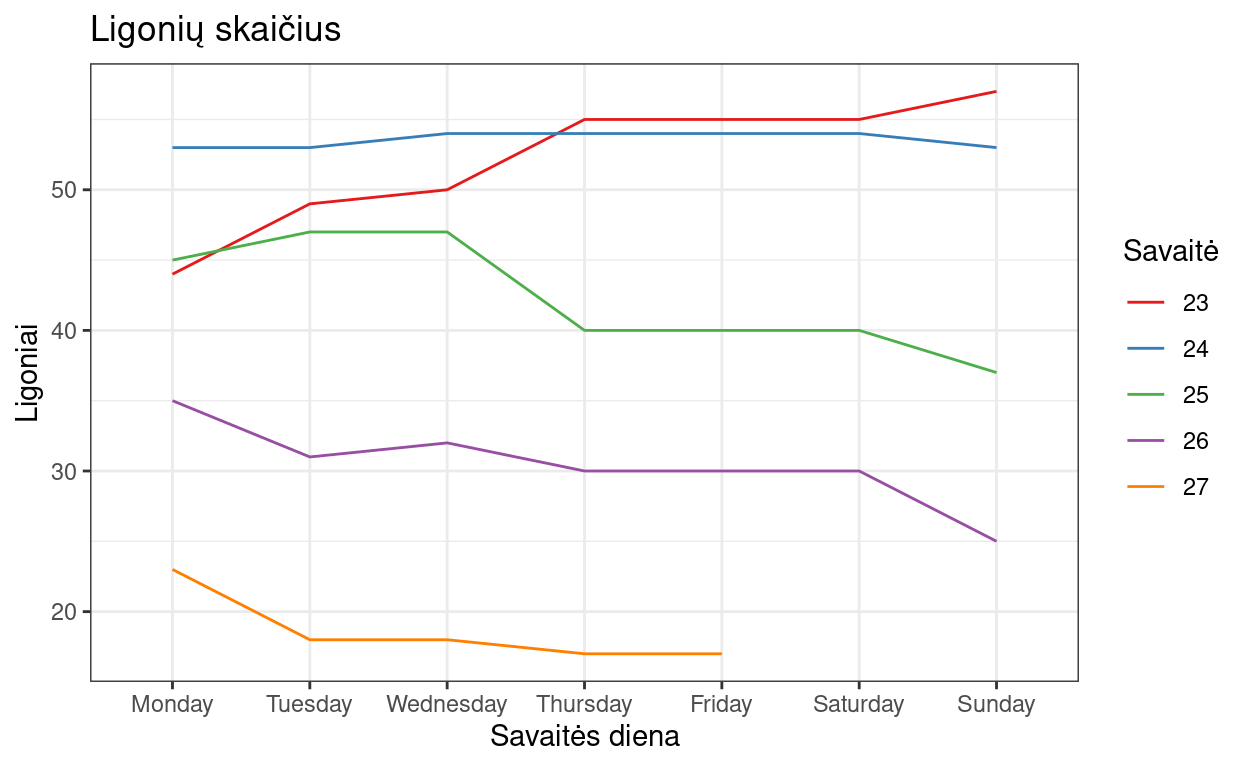 Ligonių skaičius
Ligoniai
50
40
30
20
Monday Tuesday Wednesday Thursday Friday Saturday Sunday
Savaitės diena
Savaitė
23
24
25
26
27